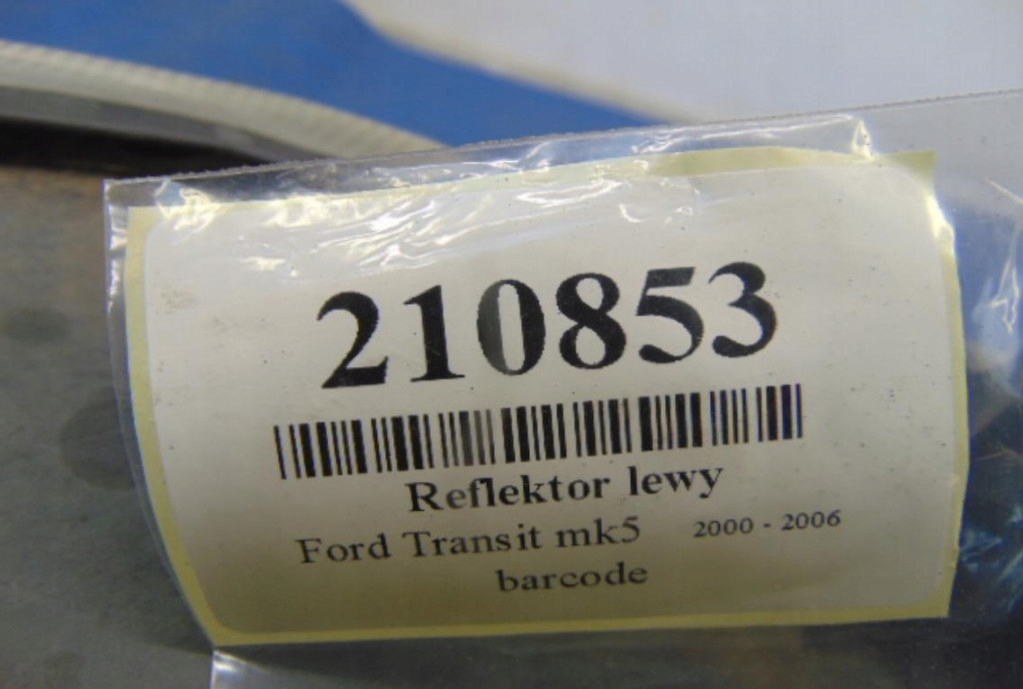 210853
Reflektor lewy
Ford Transit mk5 2000 - 2006
barcode